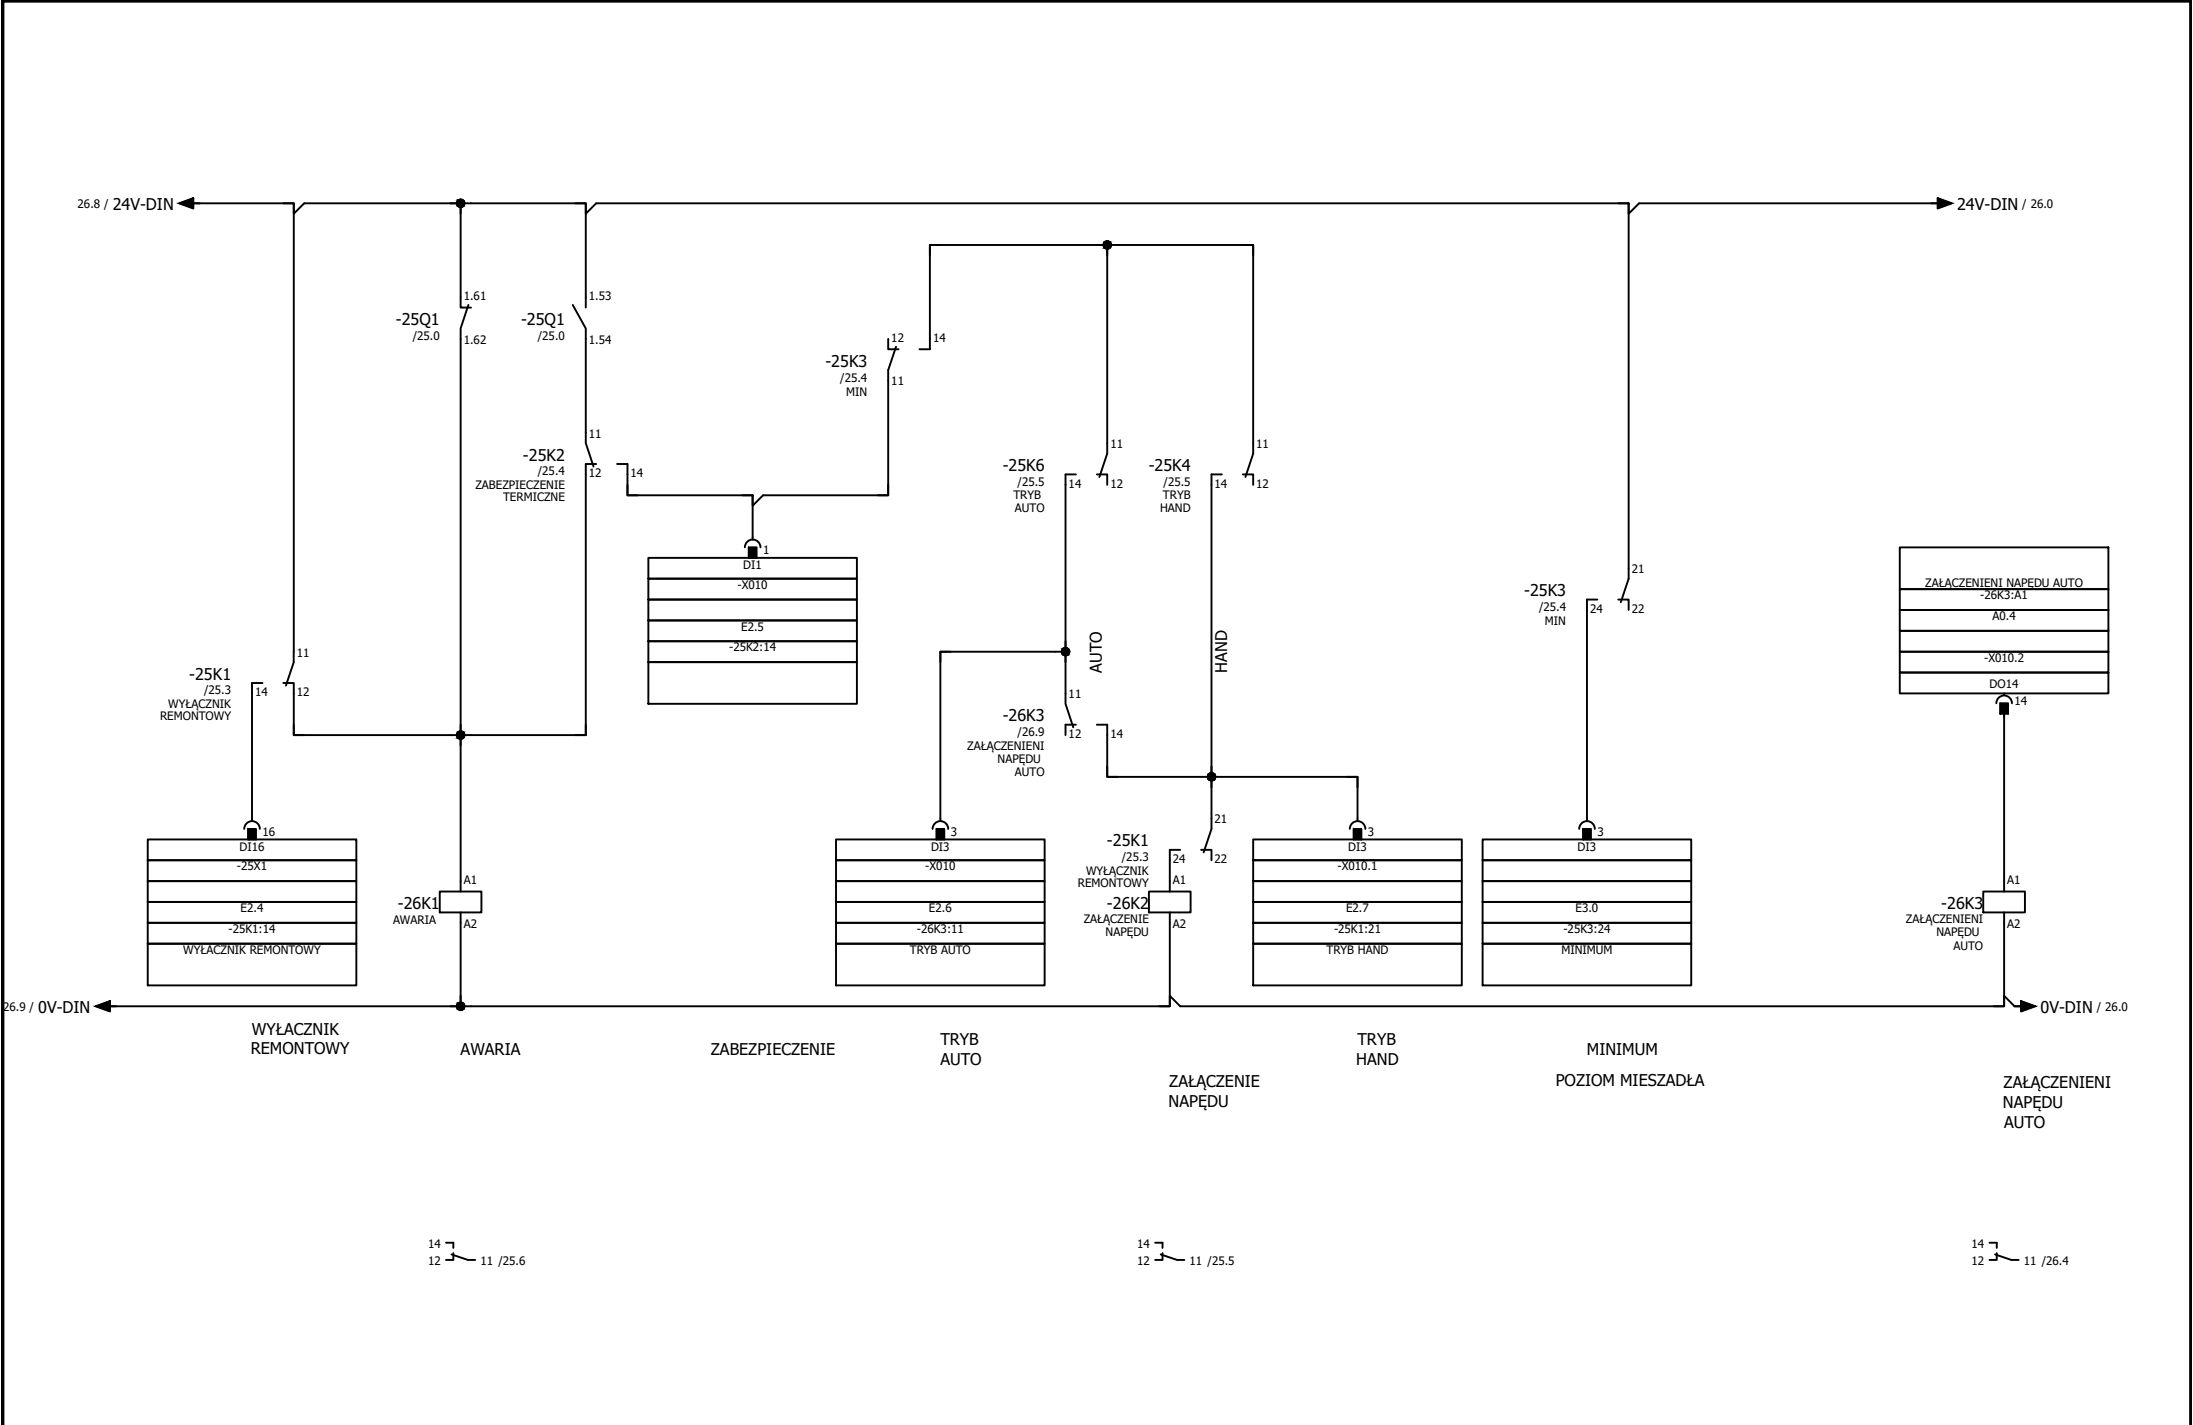 26.8 / 24V-DIN
24V-DIN / 26.0
1.61
-25Q1
/25.0
1.62
1.53
-25Q1
/25.0
1.54
12
14
-25K3
/25.4
MIN
11
11
-25K2
/25.4
ZABEZPIECZENIE
TERMICZNE
12
14
11
-25K6
/25.5
TRYB
AUTO
14
12
11
-25K4
/25.5
TRYB
HAND
14
12
1
DI1
-X010
E2.5
-25K2:14
21
-25K3
/25.4
MIN
24
22
ZAŁĄCZENIENI NAPĘDU AUTO
-26K3:A1
A0.4
-X010.2
DO14
14
11
-25K1
/25.3
WYŁĄCZNIK
REMONTOWY
14
12
AUTO
HAND
11
-26K3
/26.9
ZAŁĄCZENIENI
NAPĘDU
AUTO
12
14
16
DI16
-25X1
E2.4
-25K1:14
WYŁĄCZNIK REMONTOWY
A1
-26K1
AWARIA
A2
3
DI3
-X010
E2.6
-26K3:11
TRYB AUTO
21
-25K1
/25.3
WYŁĄCZNIK
REMONTOWY
24
22
A1
-26K2
ZAŁĄCZENIE
NAPĘDU
A2
3
DI3
-X010.1
E2.7
-25K1:21
TRYB HAND
3
DI3
E3.0
-25K3:24
MINIMUM
A1
-26K3
ZAŁĄCZENIENI
NAPĘDU
AUTO
A2
26.9 / 0V-DIN
0V-DIN / 26.0
WYŁACZNIK
REMONTOWY
AWARIA
ZABEZPIECZENIE
TRYB
AUTO
ZAŁĄCZENIE
NAPĘDU
TRYB
HAND
MINIMUM
POZIOM MIESZADŁA
ZAŁĄCZENIENI
NAPĘDU
AUTO
14
12 11 /25.6
14
12 11 /25.5
14
12 11 /26.4